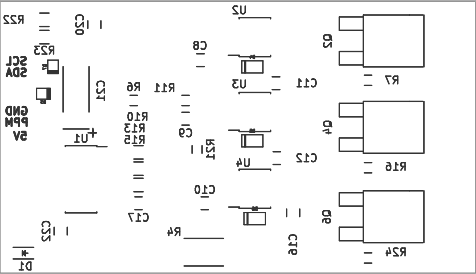 U2
R22
C20
Q2
C8
R23
SCL
SDA
U3
C11
R7
C21
R6
R11
GND
PPM
5V
R10
R13
R15
Q4
C9
U1
R21
U4
C12
R16
C10
C17
Q6
C22
R4
C16
R24
D1